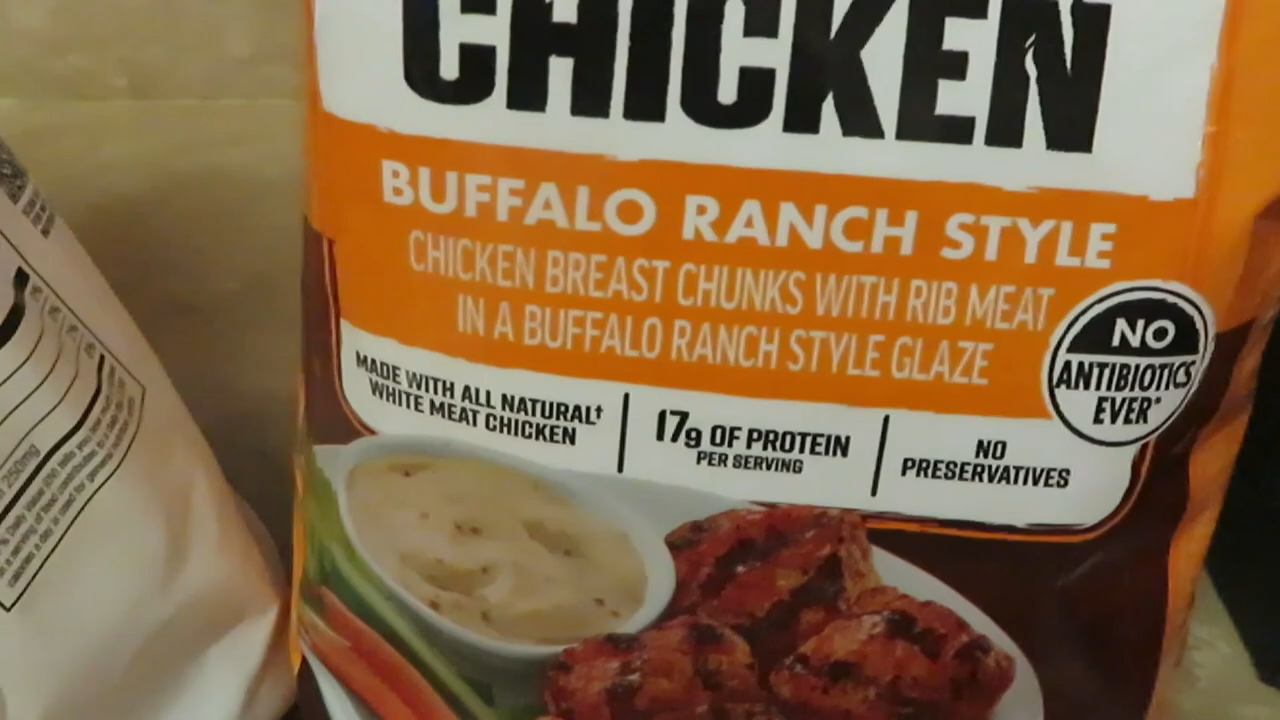 CHICKEN
BUFFALO RANCH STYLE
CHICKEN BREAST CHUNKS WITH RIB MEAT
IN A BUFFALO RANCH STYLE GLAZE
NO
ANTIBIOTICS
EVER*
MADE WITH ALL NATURAL†
WHITE MEAT CHICKEN
17g OF PROTEIN
PER SERVING
NO
PRESERVATIVES
250mg